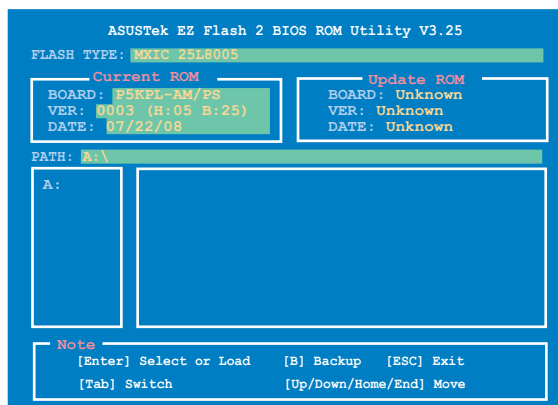 ASUSTek EZ Flash 2 BIOS ROM Utility V3.25
FLASH TYPE: MXIC 25L8005
Current ROM
BOARD: P5KPL-AM/PS
VER: 0003 (H:05 B:25)
DATE: 07/22/08
Update ROM
BOARD: Unknown
VER: Unknown
DATE: Unknown
PATH: A:\
A:
Note
[Enter] Select or Load [B] Backup [ESC] Exit
[Tab] Switch [Up/Down/Home/End] Move